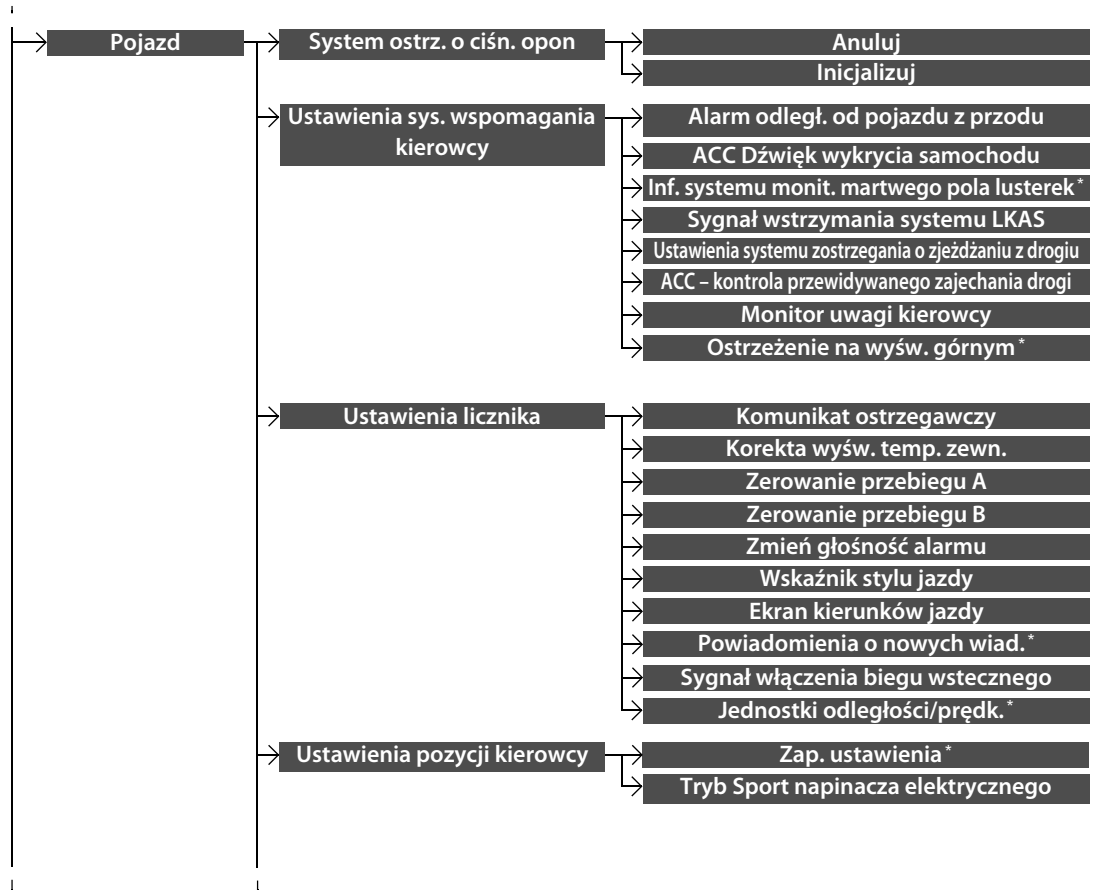 Pojazd
System ostrz. o ciśn. opon
Anuluj
Inicjalizuj
Ustawienia sys. wspomagania
kierowcy
Alarm odległ. od pojazdu z przodu
ACC Dźwięk wykrycia samochodu
Inf. systemu monit. martwego pola lusterek*
Sygnał wstrzymania systemu LKAS
Ustawienia systemu zostrzegania o zjeżdżaniu z drogiu
ACC – kontrola przewidywanego zajechania drogi
Monitor uwagi kierowcy
Ostrzeżenie na wyśw. górnym*
Ustawienia licznika
Komunikat ostrzegawczy
Korekta wyśw. temp. zewn.
Zerowanie przebiegu A
Zerowanie przebiegu B
Zmień głośność alarmu
Wskaźnik stylu jazdy
Ekran kierunków jazdy
Powiadomienia o nowych wiad.*
Sygnał włączenia biegu wstecznego
Jednostki odległości/prędk.*
Ustawienia pozycji kierowcy
Zap. ustawienia*
Tryb Sport napinacza elektrycznego